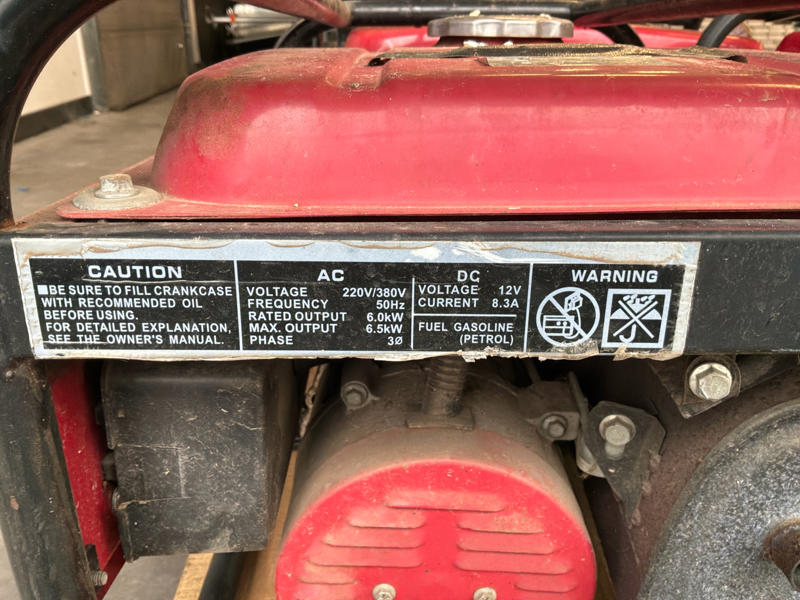 CAUTION
■BE SURE TO FILL CRANKCASE
WITH RECOMMENDED OIL
BEFORE USING.
FOR DETAILED EXPLANATION,
SEE THE OWNER'S MANUAL.
AC
VOLTAGE 220V/380V
FREQUENCY 50Hz
RATED OUTPUT 6.0kW
MAX. OUTPUT 6.5kW
PHASE 3Ø
DC
VOLTAGE 12V
CURRENT 8.3A
FUEL GASOLINE
(PETROL)
WARNING